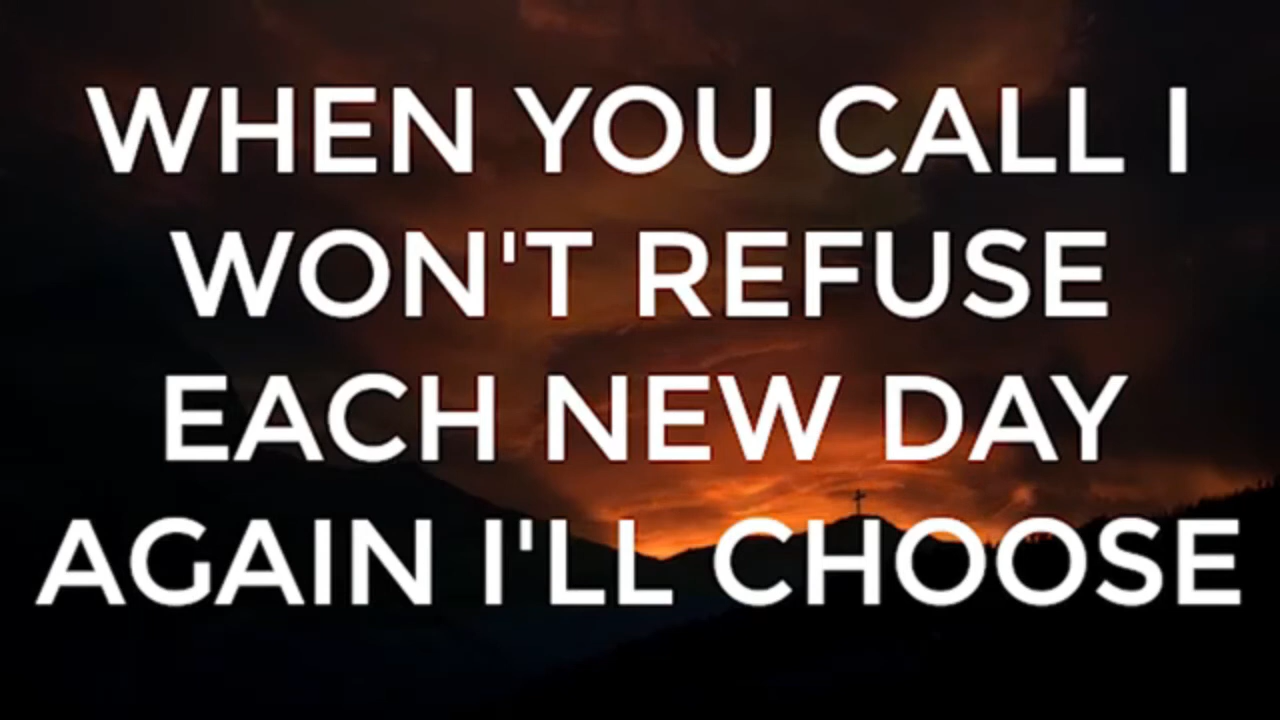 WHEN YOU CALL I
WON'T REFUSE
EACH NEW DAY
AGAIN I'LL CHOOSE